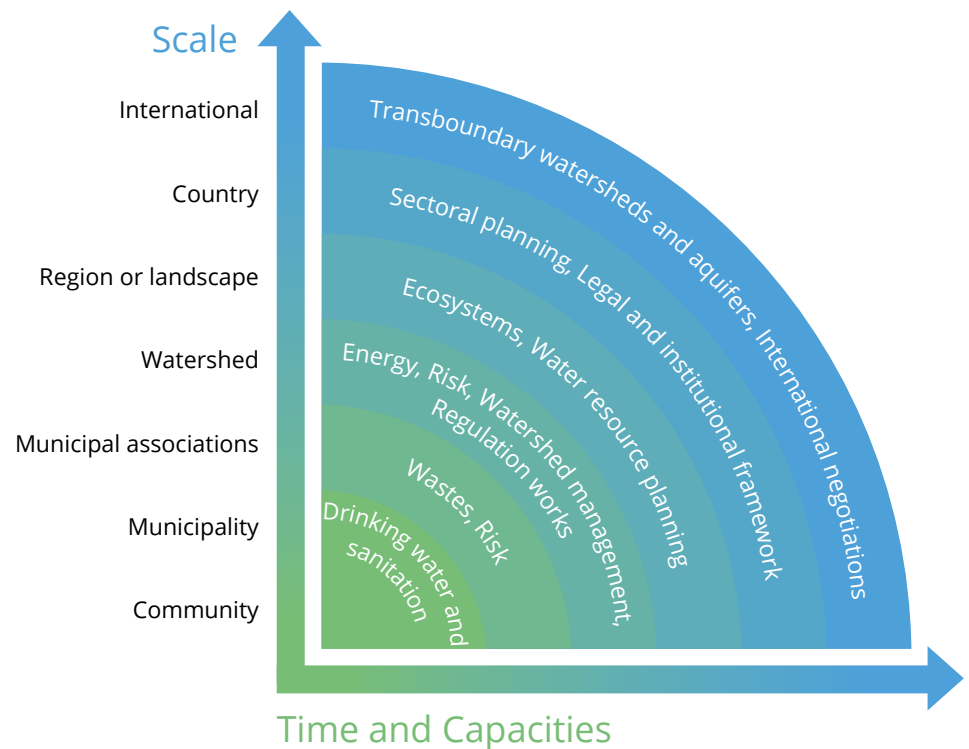 Scale
International
Country
Region or landscape
Watershed
Municipal associations
Municipality
Community
Transboundary watersheds and aquifers, International negotiations
Sectoral planning, Legal and institutional framework
Ecosystems, Water resource planning
Energy, Risk, Watershed management,
Regulation works
Wastes, Risk
Drinking water and
sanitation
Time and Capacities